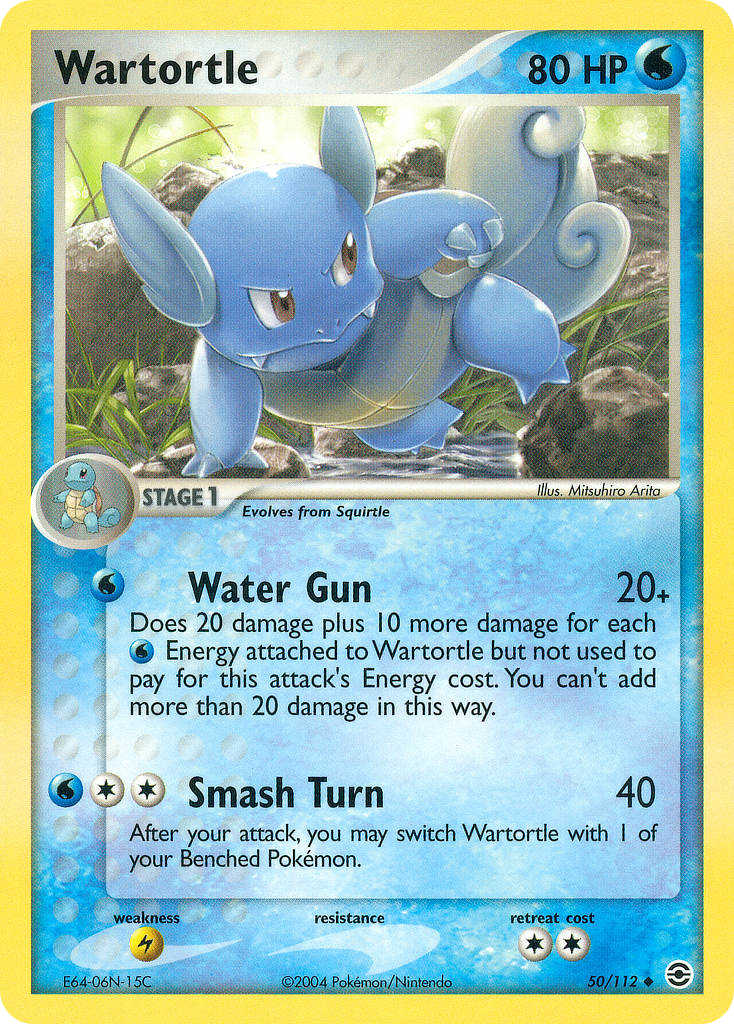 Wartortle 80 HP
STAGE 1
Illus. Mitsuhiro Arita
Evolves from Squirtle
Water Gun 20+
Does 20 damage plus 10 more damage for each
Energy attached to Wartortle but not used to
pay for this attack's Energy cost. You can't add
more than 20 damage in this way.
Smash Turn 40
After your attack, you may switch Wartortle with 1 of
your Benched Pokémon.
weakness resistance retreat cost
E64-06N-15C ©2004 Pokémon/Nintendo 50/112